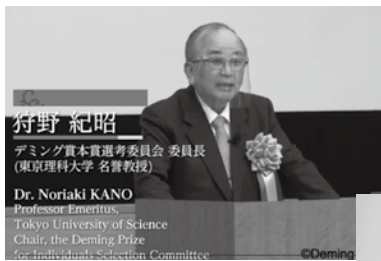 狩野 紀昭
デミング賞本賞選考委員会 委員長
(東京理科大学 名誉教授)
Dr. Noriaki KANO
Professor Emeritus,
Tokyo University of Science
Chair, the Deming Prize
for Individuals Selection Committee
©Deming